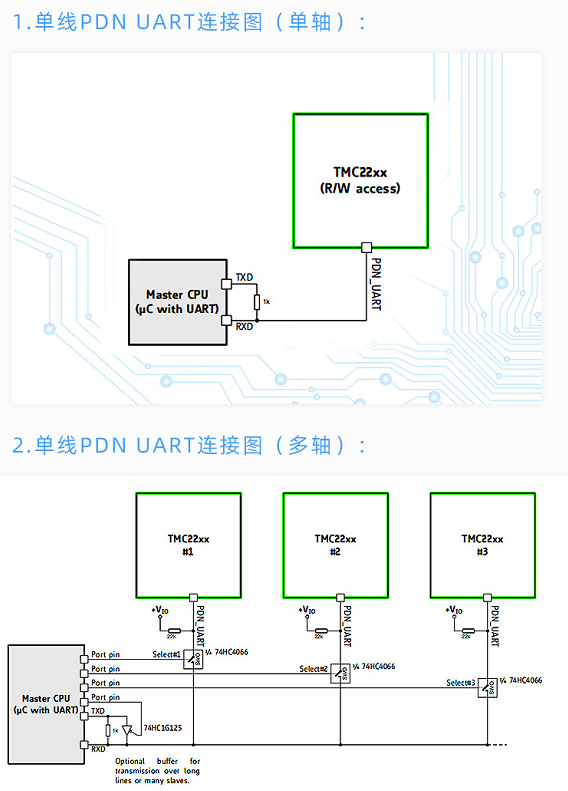 1.单线PDN UART连接图（单轴）：
TMC22xx
(R/W access)
PDN_UART
TXD
Master CPU
(µC with UART)
1k
RXD
2.单线PDN UART连接图（多轴）：
TMC22xx
#1
TMC22xx
#2
TMC22xx
#3
+VIO
22k
PDN_UART
+VIO
22k
PDN_UART
+VIO
22k
PDN_UART
Port pin
Select#1
¼ 74HC4066
Port pin
Select#2
¼ 74HC4066
Port pin
Select#3
¼ 74HC4066
Port pin
Master CPU
(µC with UART)
TXD
1k
74HC1G125
RXD
Optional buffer for
transmission over long
lines or many slaves.